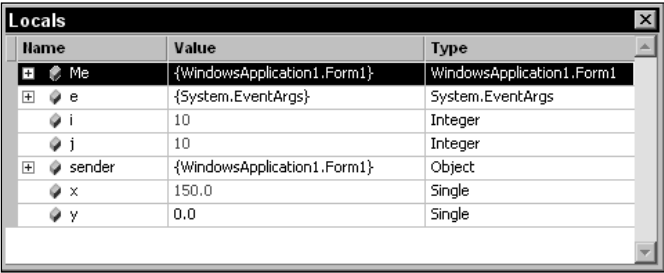 Locals
Name Value Type
Me {WindowsApplication1.Form1} WindowsApplication1.Form1
e {System.EventArgs} System.EventArgs
i 10 Integer
j 10 Integer
sender {WindowsApplication1.Form1} Object
x 150.0 Single
y 0.0 Single